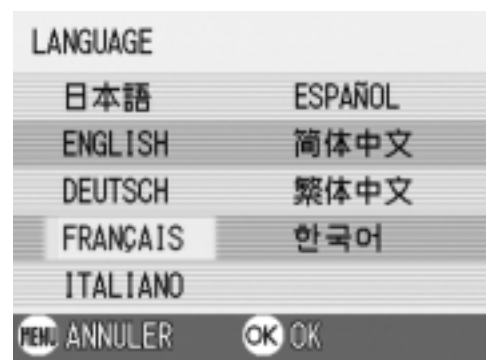 LANGUAGE
日本語 ESPAÑOL
ENGLISH 简体中文
DEUTSCH 繁体中文
FRANÇAIS 한국어
ITALIANO
MENU ANNULER OK OK